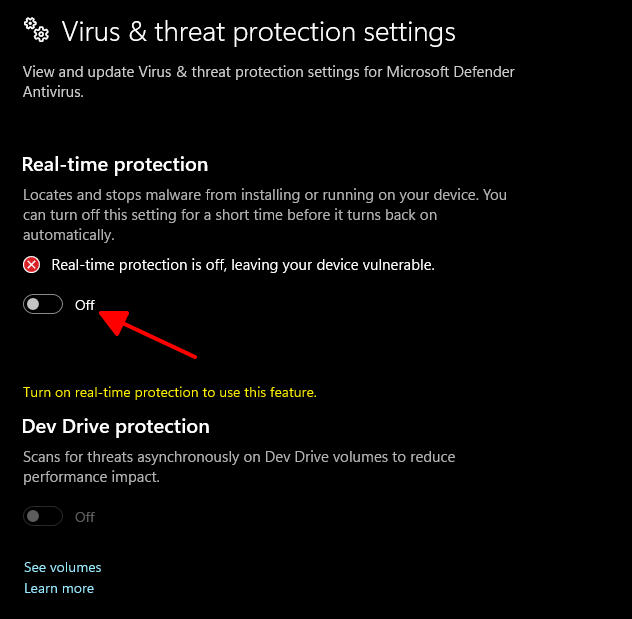 Virus & threat protection settings
View and update Virus & threat protection settings for Microsoft Defender
Antivirus.
Real-time protection
Locates and stops malware from installing or running on your device. You
can turn off this setting for a short time before it turns back on
automatically.
Real-time protection is off, leaving your device vulnerable.
Off
Turn on real-time protection to use this feature.
Dev Drive protection
Scans for threats asynchronously on Dev Drive volumes to reduce
performance impact.
Off
See volumes
Learn more